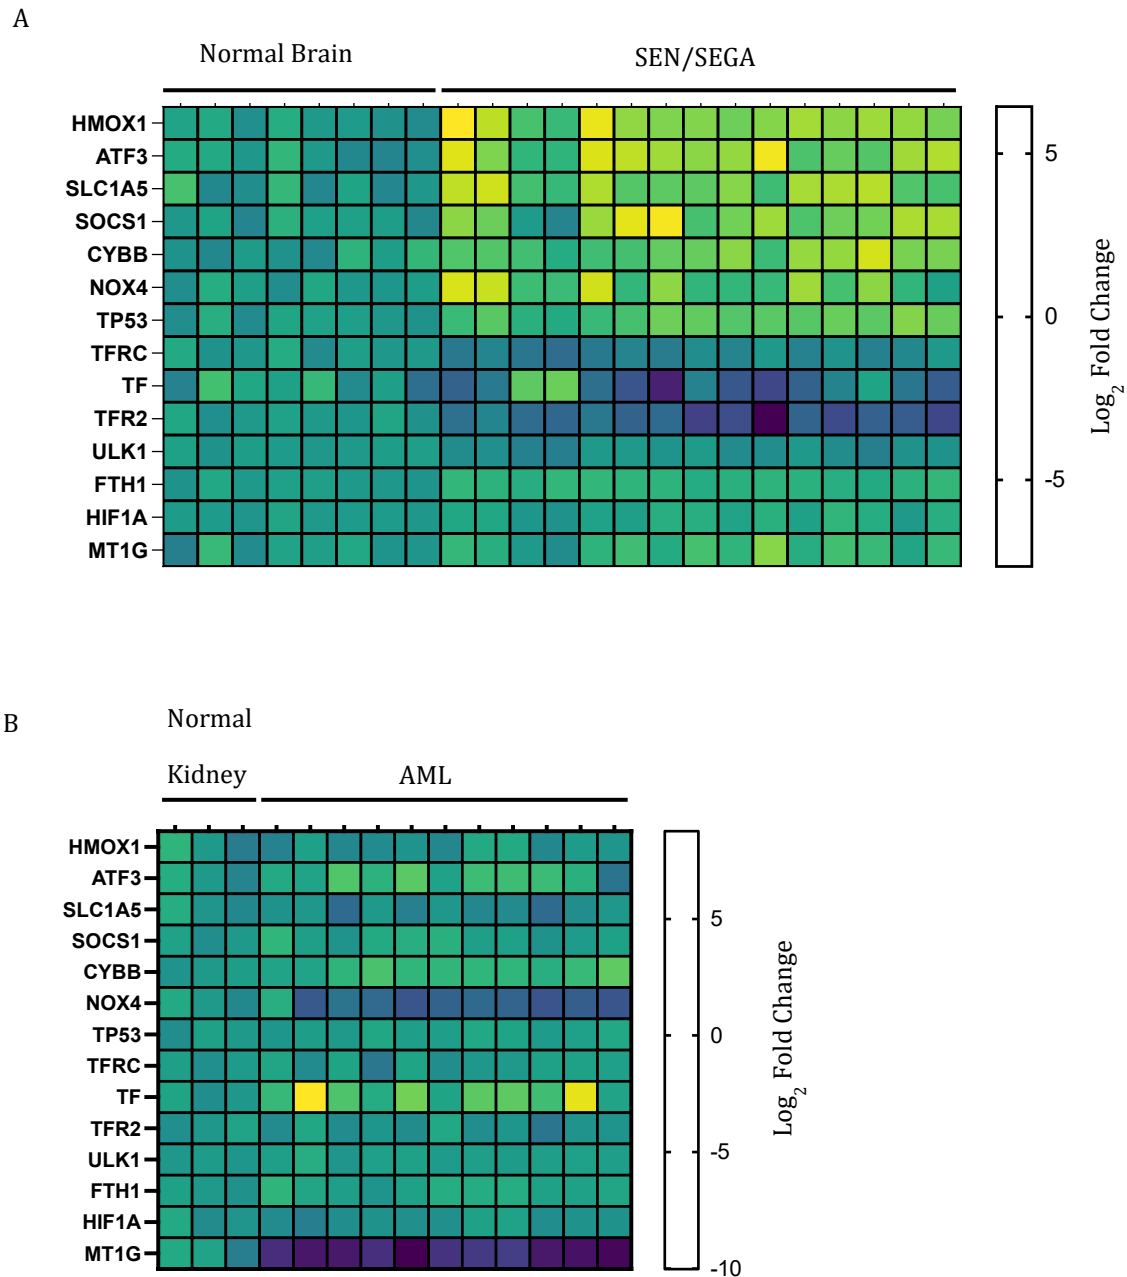 A
Normal Brain
SEN/SEGA
HMOX1
ATF3
SLC1A5
SOCS1
CYBB
NOX4
TP53
TFRC
TF
TFR2
ULK1
FTH1
HIF1A
MT1G
5
0
-5
Log2 Fold Change
B
Normal
Kidney
AML
HMOX1
ATF3
SLC1A5
SOCS1
CYBB
NOX4
TP53
TFRC
TF
TFR2
ULK1
FTH1
HIF1A
MT1G
5
0
-5
-10
Log2 Fold Change